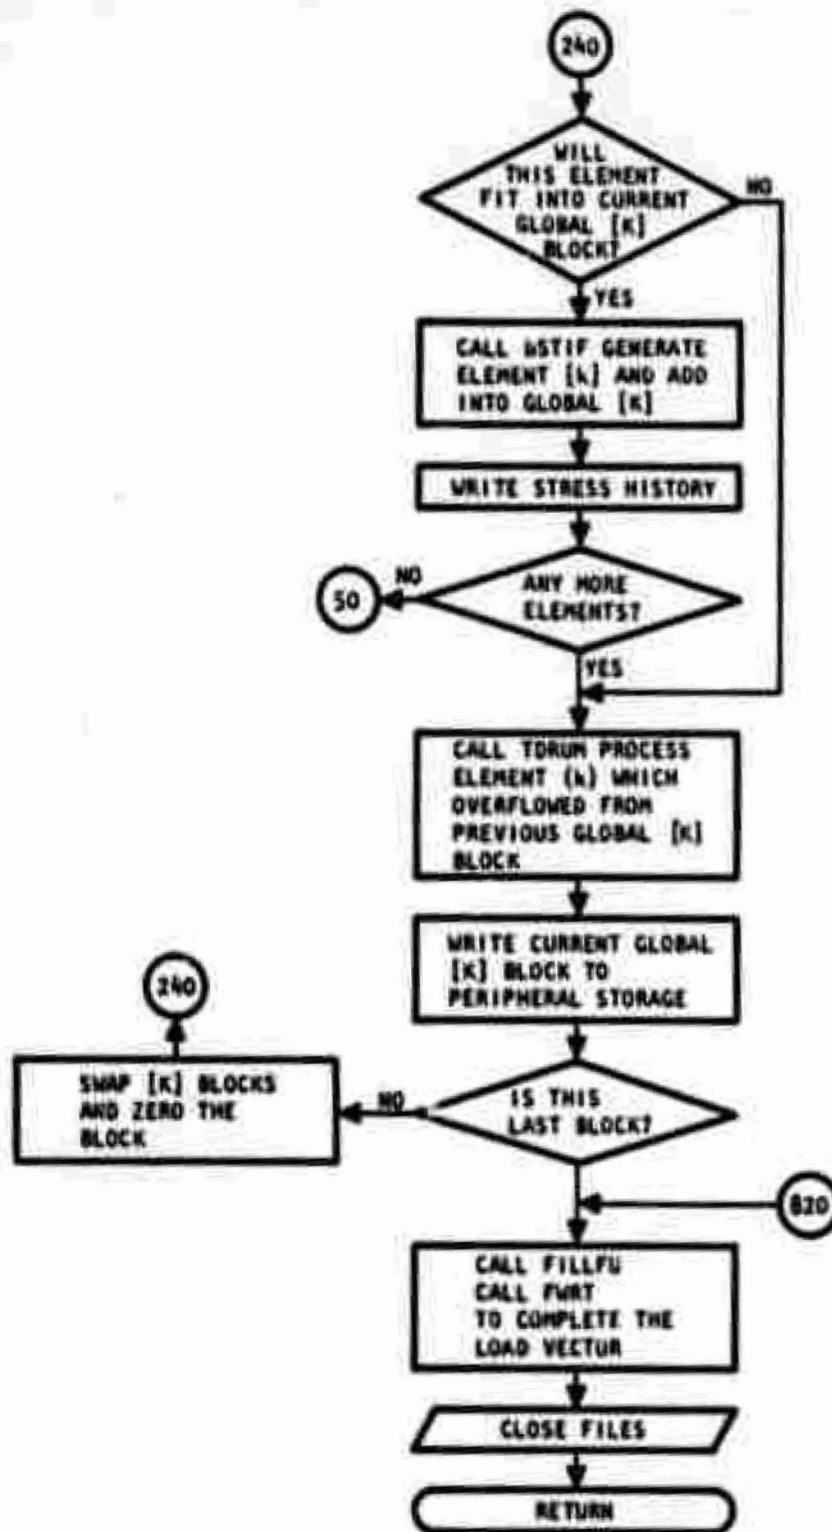 240
WILL
THIS ELEMENT
FIT INTO CURRENT
GLOBAL [K]
BLOCK?
NO
YES
CALL bSTIF GENERATE
ELEMENT [k] AND ADD
INTO GLOBAL [K]
WRITE STRESS HISTORY
ANY MORE
ELEMENTS?
NO
50
YES
CALL TDRUM PROCESS
ELEMENT (k) WHICH
OVERFLOWED FROM
PREVIOUS GLOBAL [K]
BLOCK
WRITE CURRENT GLOBAL
[K] BLOCK TO
PERIPHERAL STORAGE
240
SWAP [K] BLOCKS
AND ZERO THE
BLOCK
NO
IS THIS
LAST BLOCK?
820
CALL FILLFU
CALL FWRT
TO COMPLETE THE
LOAD VECTUR
CLOSE FILES
RETURN